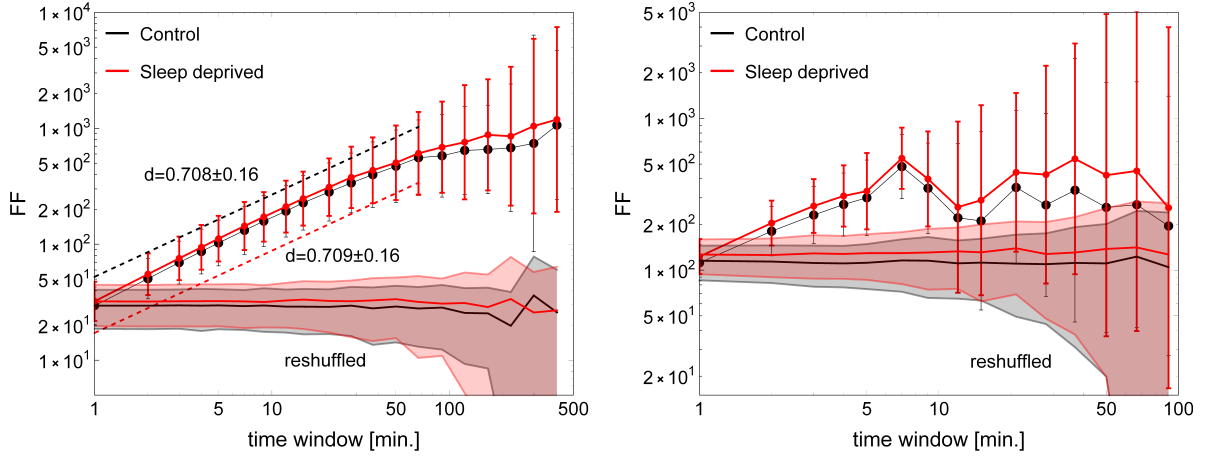 1 × 10⁴
5 × 10³
2 × 10³
1 × 10³
5 × 10²
2 × 10²
1 × 10²
5 × 10¹
2 × 10¹
1 × 10¹
FF
Control
Sleep deprived
d=0.708±0.16
d=0.709±0.16
reshuffled
1 5 10 50 100 500
time window [min.]
5 × 10³
2 × 10³
1 × 10³
5 × 10²
2 × 10²
1 × 10²
5 × 10¹
2 × 10¹
FF
Control
Sleep deprived
reshuffled
1 5 10 50 100
time window [min.]